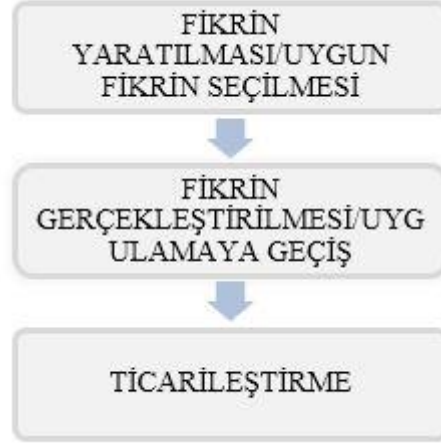 FİKRİN
YARATILMASI/UYGUN
FİKRİN SEÇİLMESİ
FİKRİN
GERÇEKLEŞTİRİLMESİ/UYG
ULAMAYA GEÇİŞ
TİCARİLEŞTİRME